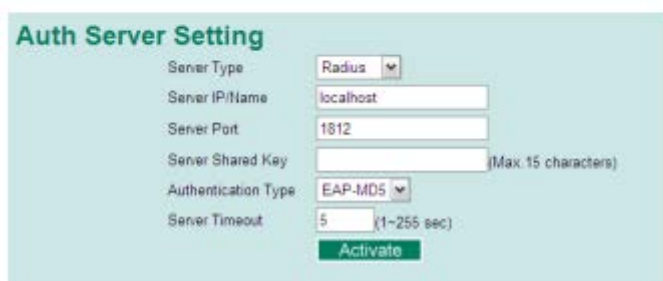 Auth Server Setting
Server Type Radius
Server IP/Name localhost
Server Port 1812
Server Shared Key (Max. 15 characters)
Authentication Type EAP-MD5
Server Timeout 5 (1~255 sec)
Activate